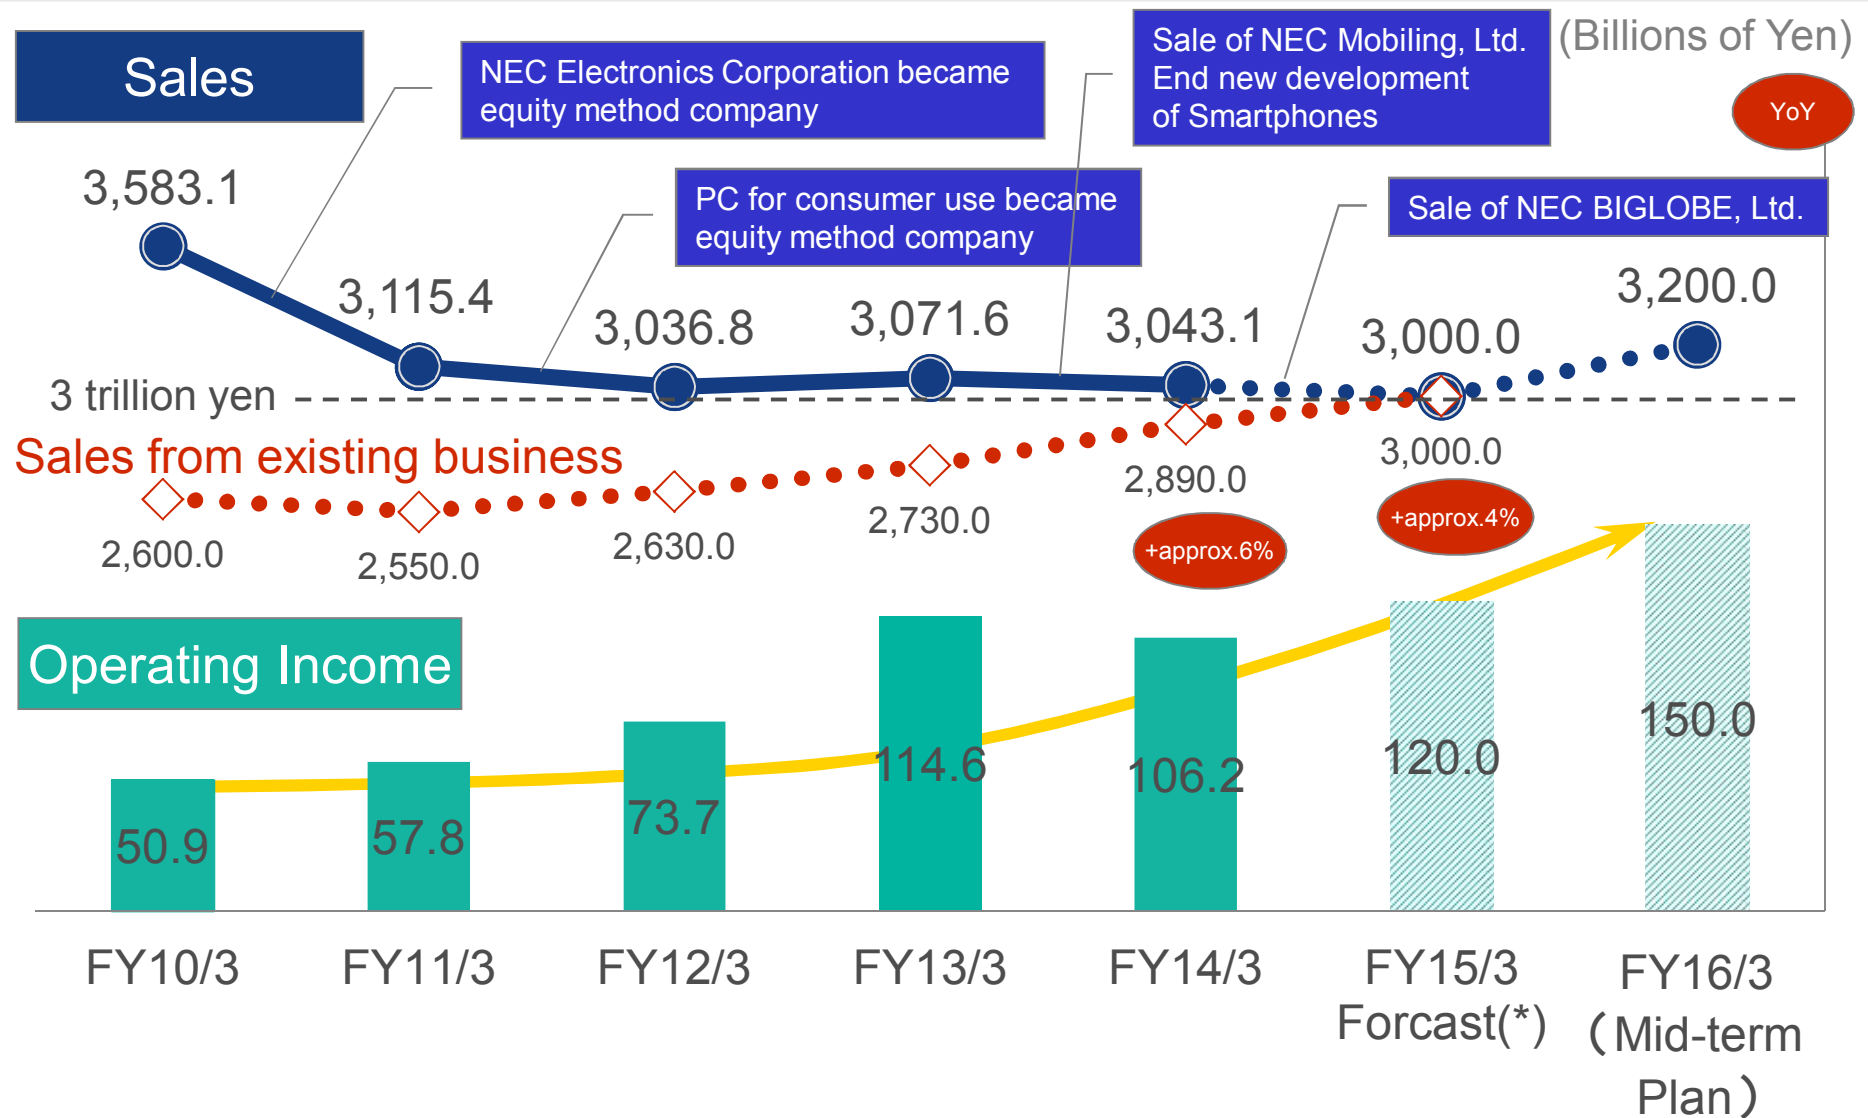 Sales
NEC Electronics Corporation became
equity method company
Sale of NEC Mobiling, Ltd.
End new development
of Smartphones
(Billions of Yen)
YoY
PC for consumer use became
equity method company
Sale of NEC BIGLOBE, Ltd.
3,583.1
3,115.4
3,036.8
3,071.6
3,043.1
3,000.0
3,200.0
3 trillion yen
Sales from existing business
2,600.0
2,550.0
2,630.0
2,730.0
2,890.0
3,000.0
+approx.6%
+approx.4%
Operating Income
50.9
57.8
73.7
114.6
106.2
120.0
150.0
FY10/3
FY11/3
FY12/3
FY13/3
FY14/3
FY15/3
Forcast(*)
FY16/3
（Mid-term
Plan）